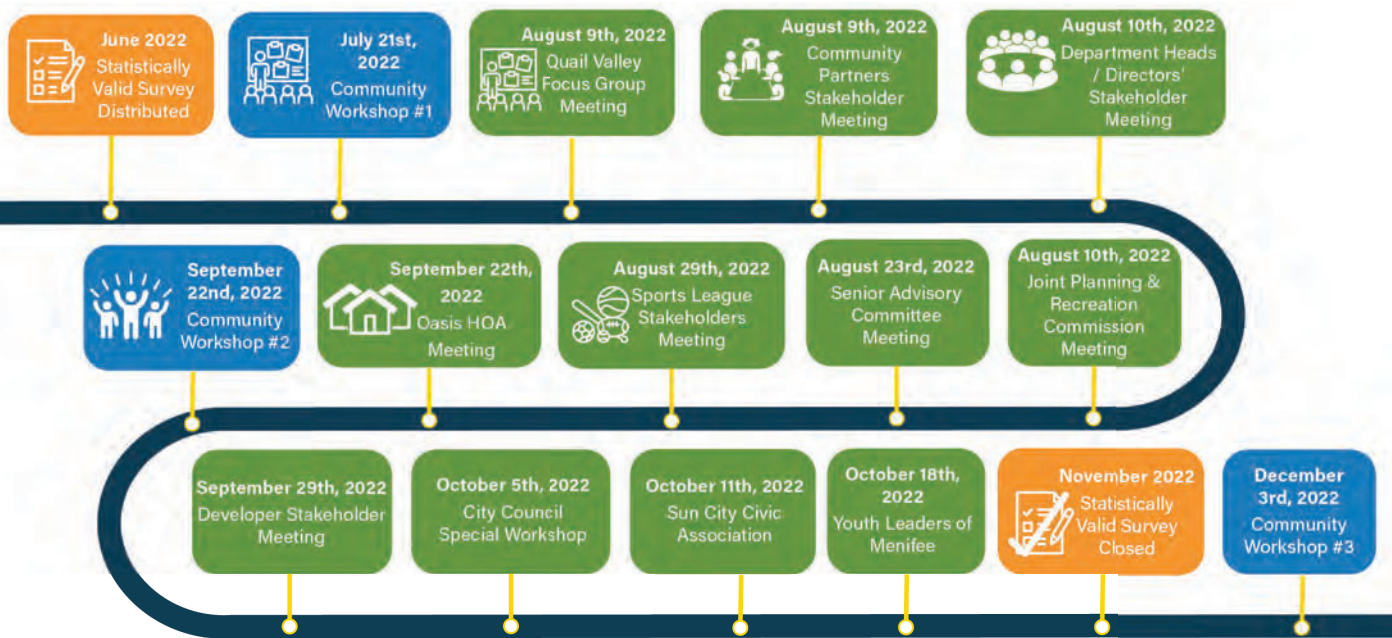 June 2022
Statistically
Valid Survey
Distributed
July 21st,
2022
Community
Workshop #1
August 9th, 2022
Quail Valley
Focus Group
Meeting
August 9th, 2022
Community
Partners
Stakeholder
Meeting
August 10th, 2022
Department Heads
/ Directors'
Stakeholder
Meeting
September
22nd, 2022
Community
Workshop #2
September 22th,
2022
Oasis HOA
Meeting
August 29th, 2022
Sports League
Stakeholders
Meeting
August 23rd, 2022
Senior Advisory
Committee
Meeting
August 10th, 2022
Joint Planning &
Recreation
Commission
Meeting
September 29th, 2022
Developer Stakeholder
Meeting
October 5th, 2022
City Council
Special Workshop
October 11th, 2022
Sun City Civic
Association
October 18th,
2022
Youth Leaders of
Menifee
November 2022
Statistically
Valid Survey
Closed
December
3rd, 2022
Community
Workshop #3